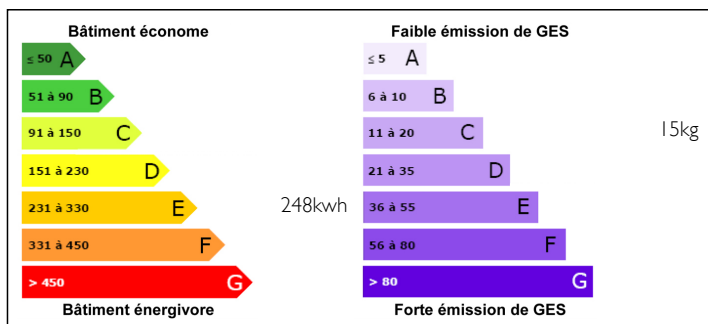 Bâtiment économe
≤ 50 A
51 à 90 B
91 à 150 C
151 à 230 D
231 à 330 E
248kwh
331 à 450 F
> 450 G
Bâtiment énergivore
Faible émission de GES
≤ 5 A
6 à 10 B
11 à 20 C
15kg
21 à 35 D
36 à 55 E
56 à 80 F
> 80 G
Forte émission de GES